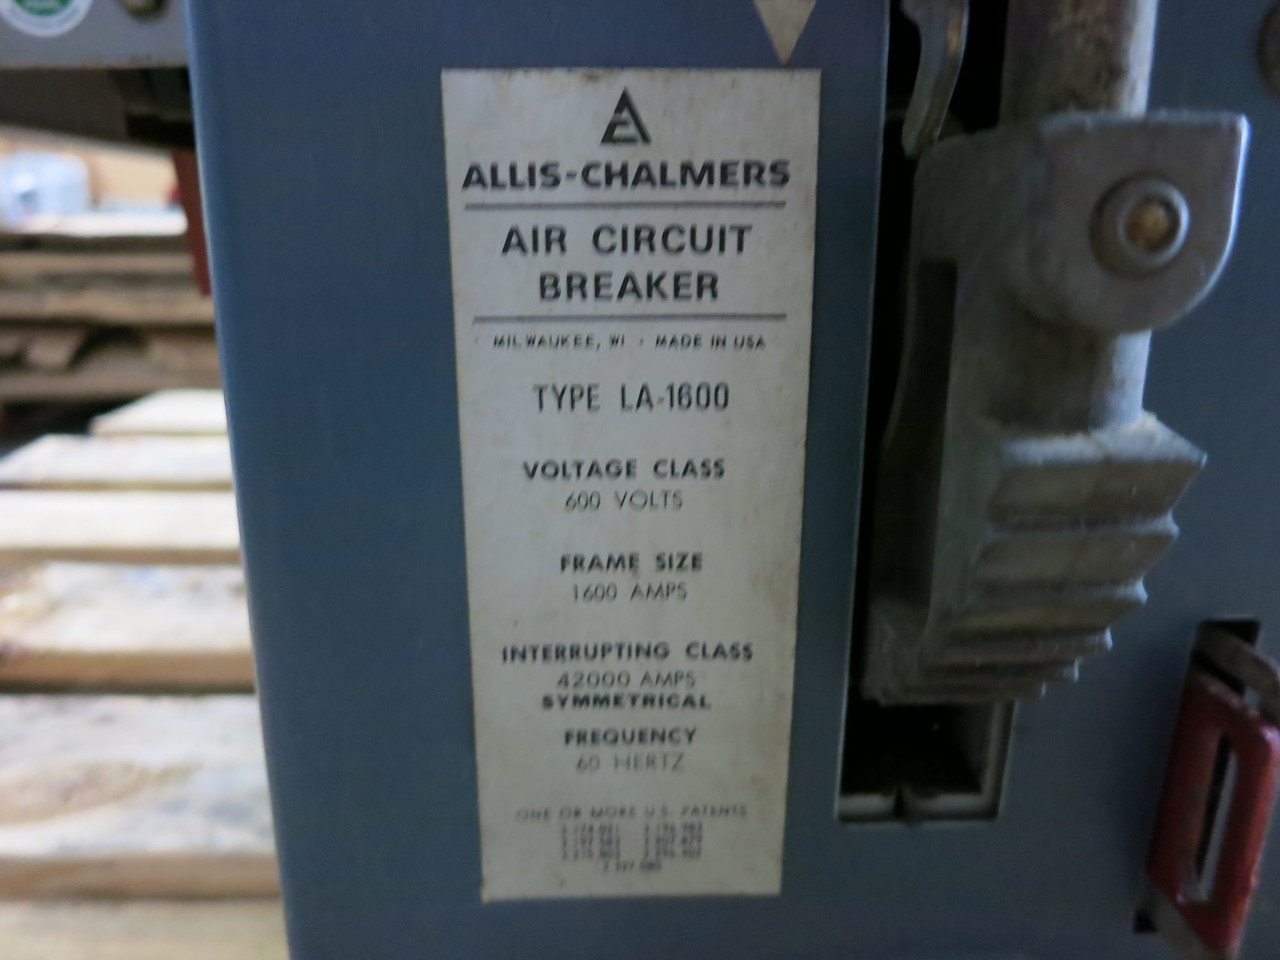 ALLIS-CHALMERS
AIR CIRCUIT
BREAKER
MILWAUKEE, WI - MADE IN USA
TYPE LA-1600
VOLTAGE CLASS
600 VOLTS
FRAME SIZE
1600 AMPS
INTERRUPTING CLASS
42000 AMPS
SYMMETRICAL
FREQUENCY
60 HERTZ
ONE OR MORE U.S. PATENTS